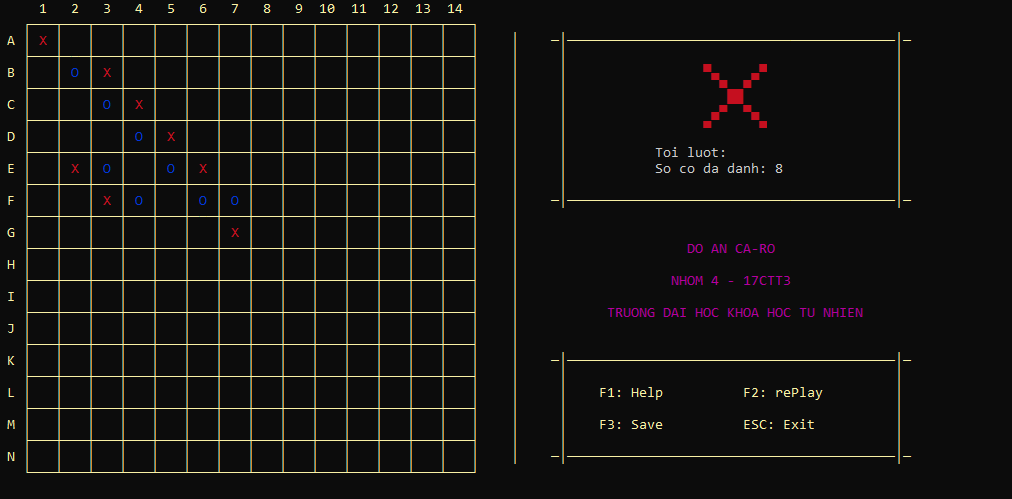 1 2 3 4 5 6 7 8 9 10 11 12 13 14
A X
B O X
C O X
D O X
E X O O X
F X O O O
G X
H
I
J
K
L
M
N
Toi luot:
So co da danh: 8
DO AN CA-RO
NHOM 4 - 17CTT3
TRUONG DAI HOC KHOA HOC TU NHIEN
F1: Help F2: rePlay
F3: Save ESC: Exit